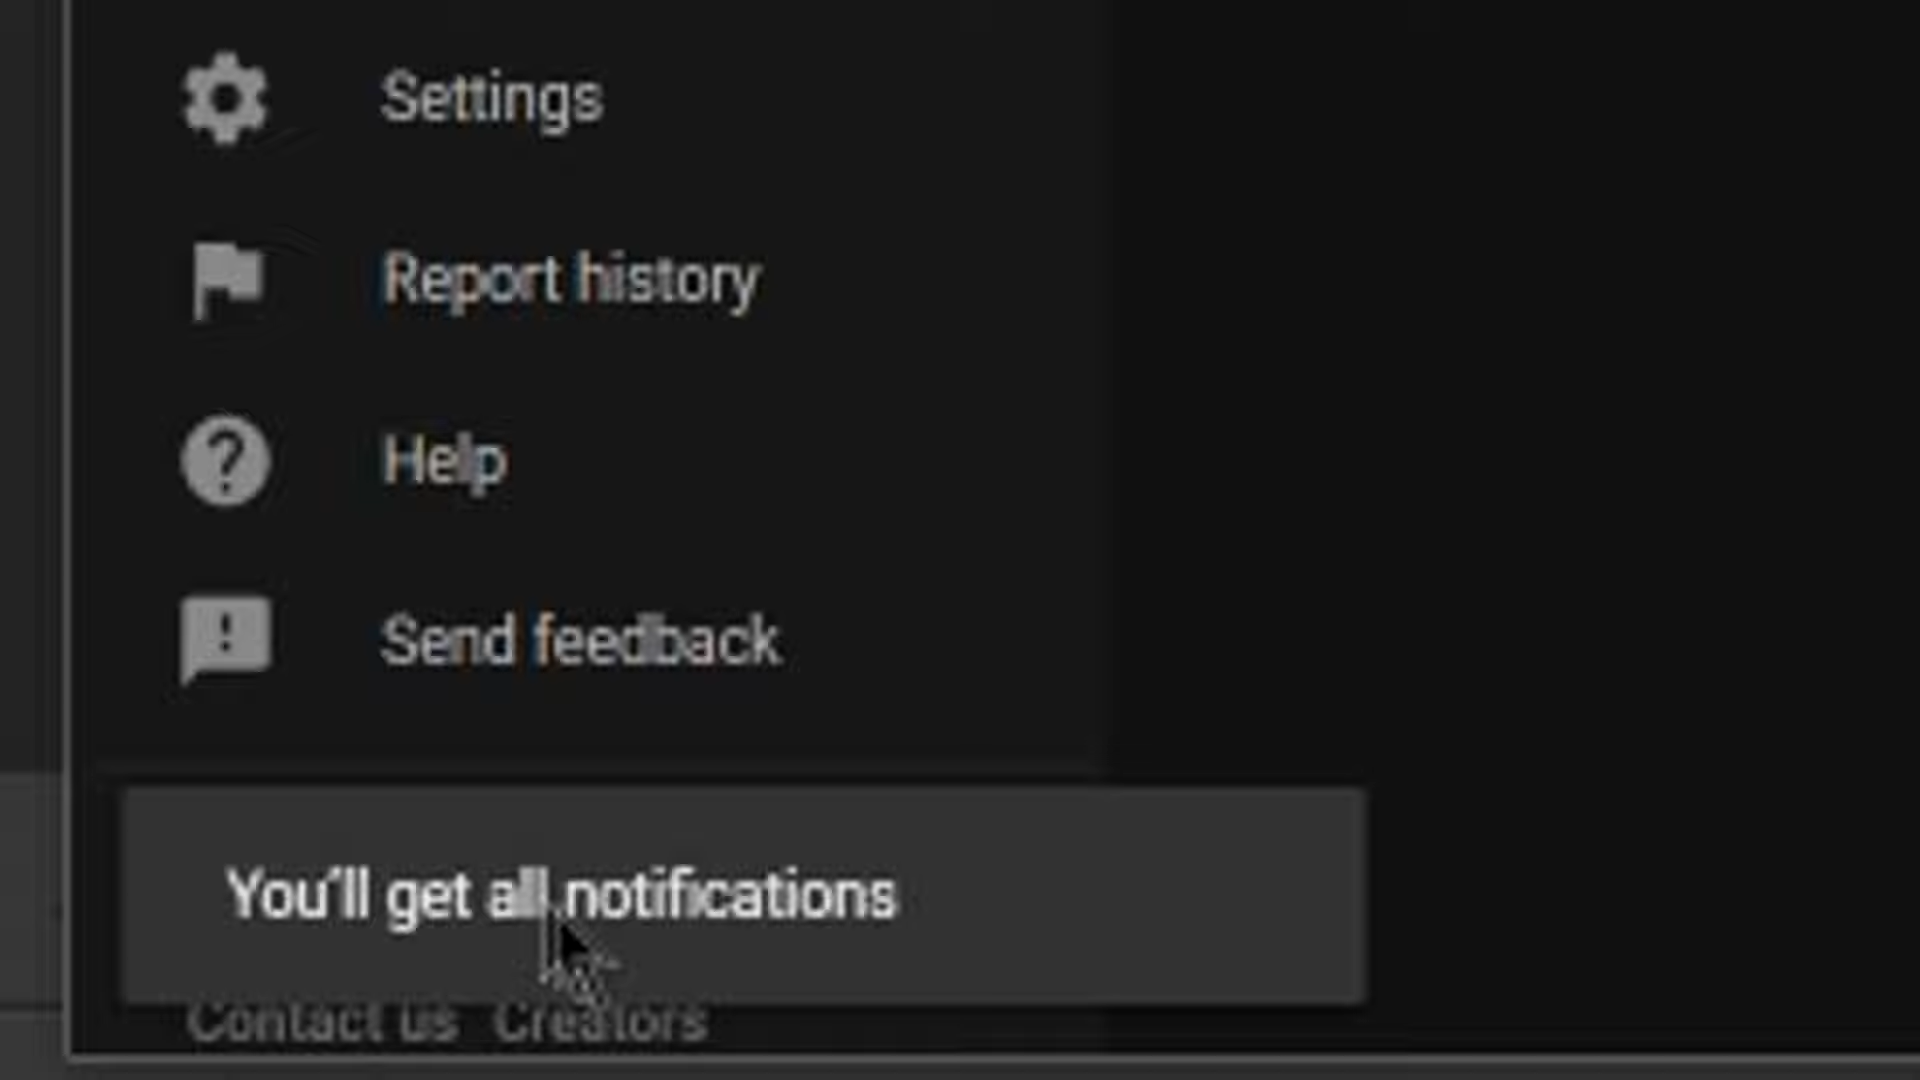 Settings
Report history
Help
Send feedback
You'll get all notifications
Contact us Creators